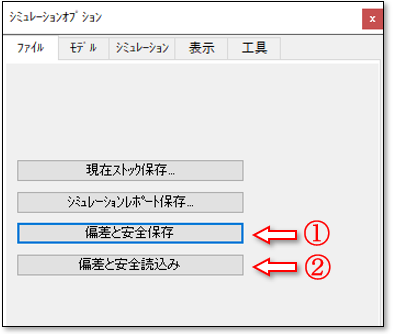 ｼﾐｭﾚｰｼｮﾝｵﾌﾟｼｮﾝ x
ﾌｧｲﾙ ﾓﾃﾞﾙ ｼﾐｭﾚｰｼｮﾝ 表示 工具
現在ｽﾄｯｸ保存...
ｼﾐｭﾚｰｼｮﾝﾚﾎﾟｰﾄ保存...
偏差と安全保存 ①
偏差と安全読込み ②